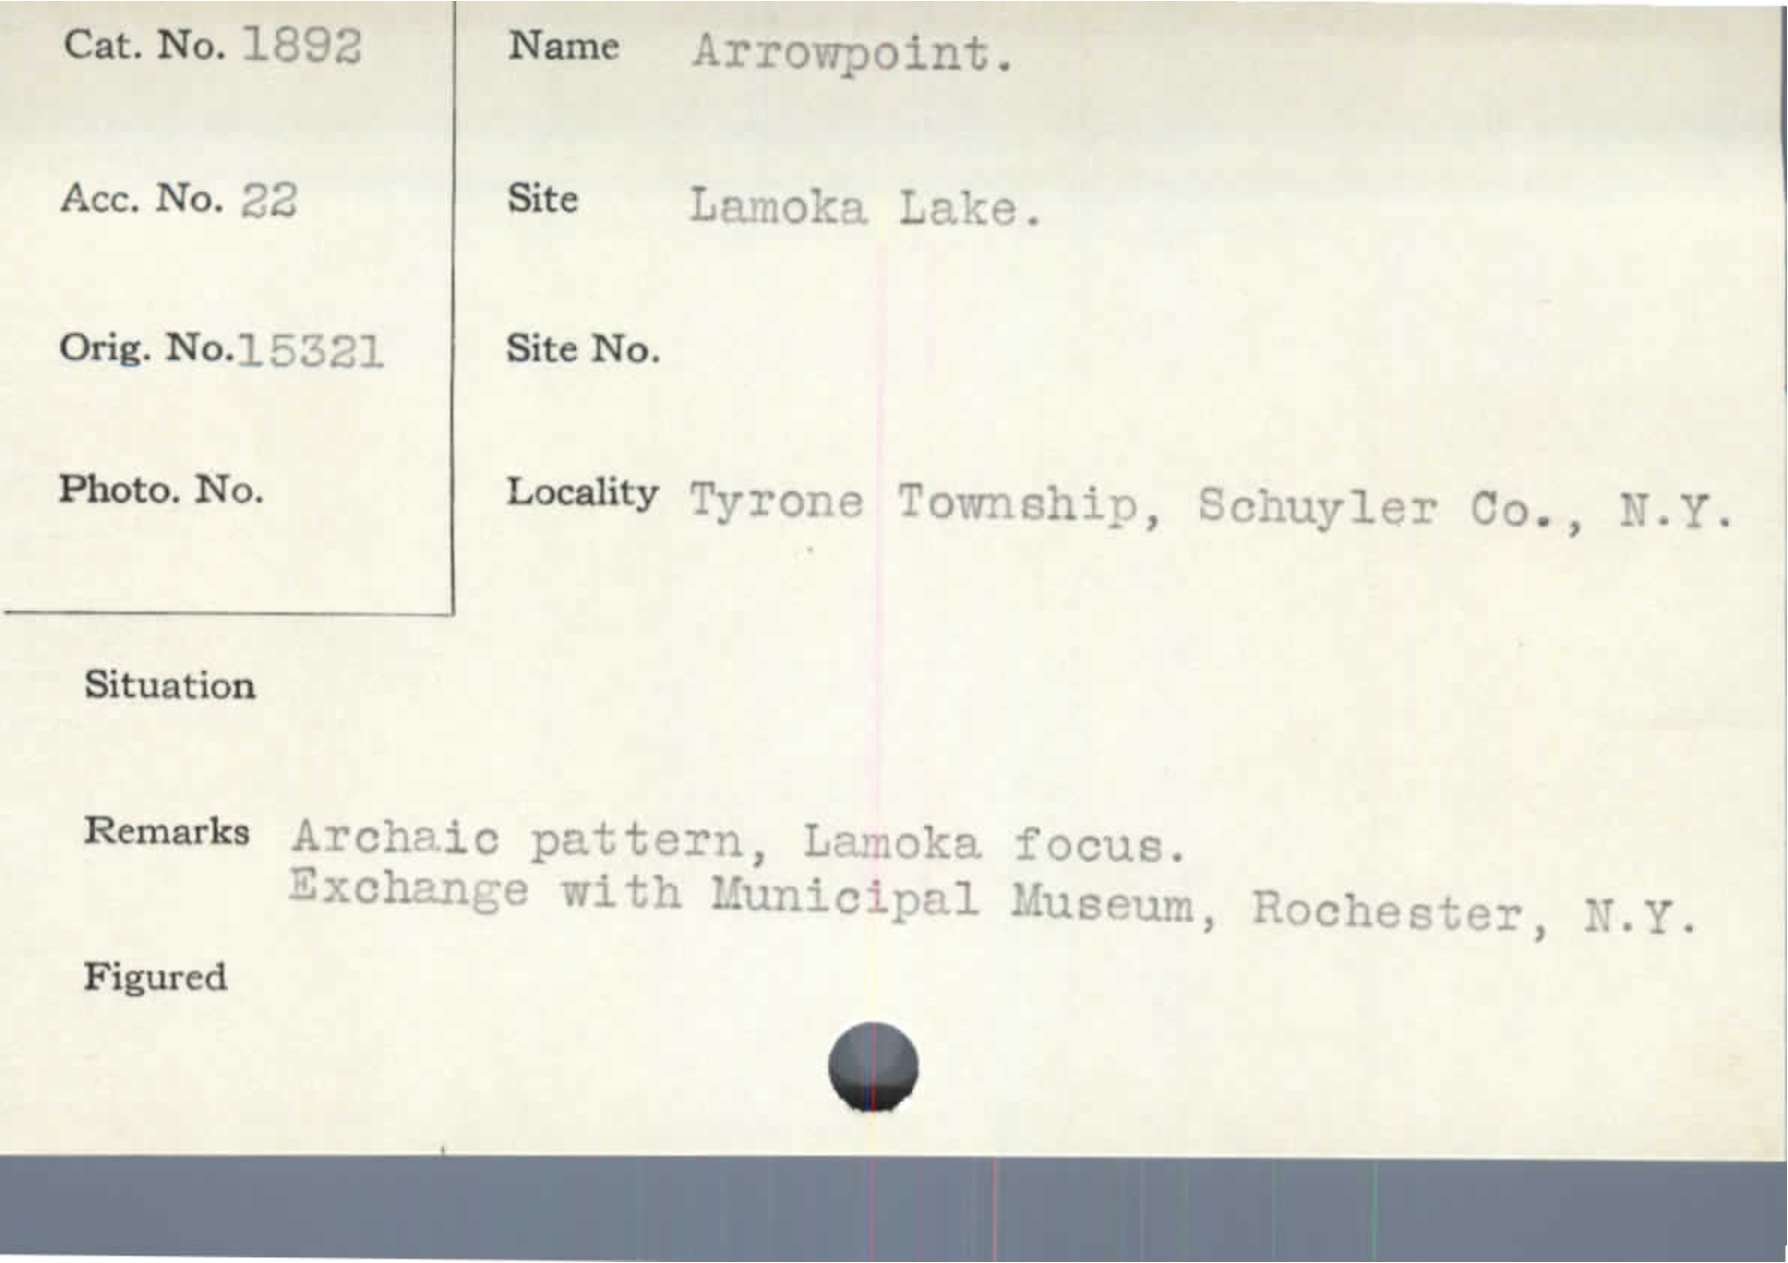 Cat. No. 1892
Name Arrowpoint.
Acc. No. 22
Site Lamoka Lake.
Orig. No. 15321
Site No.
Photo. No.
Locality Tyrone Township, Schuyler Co., N.Y.
Situation
Remarks Archaic pattern, Lamoka focus.
Exchange with Municipal Museum, Rochester, N.Y.
Figured